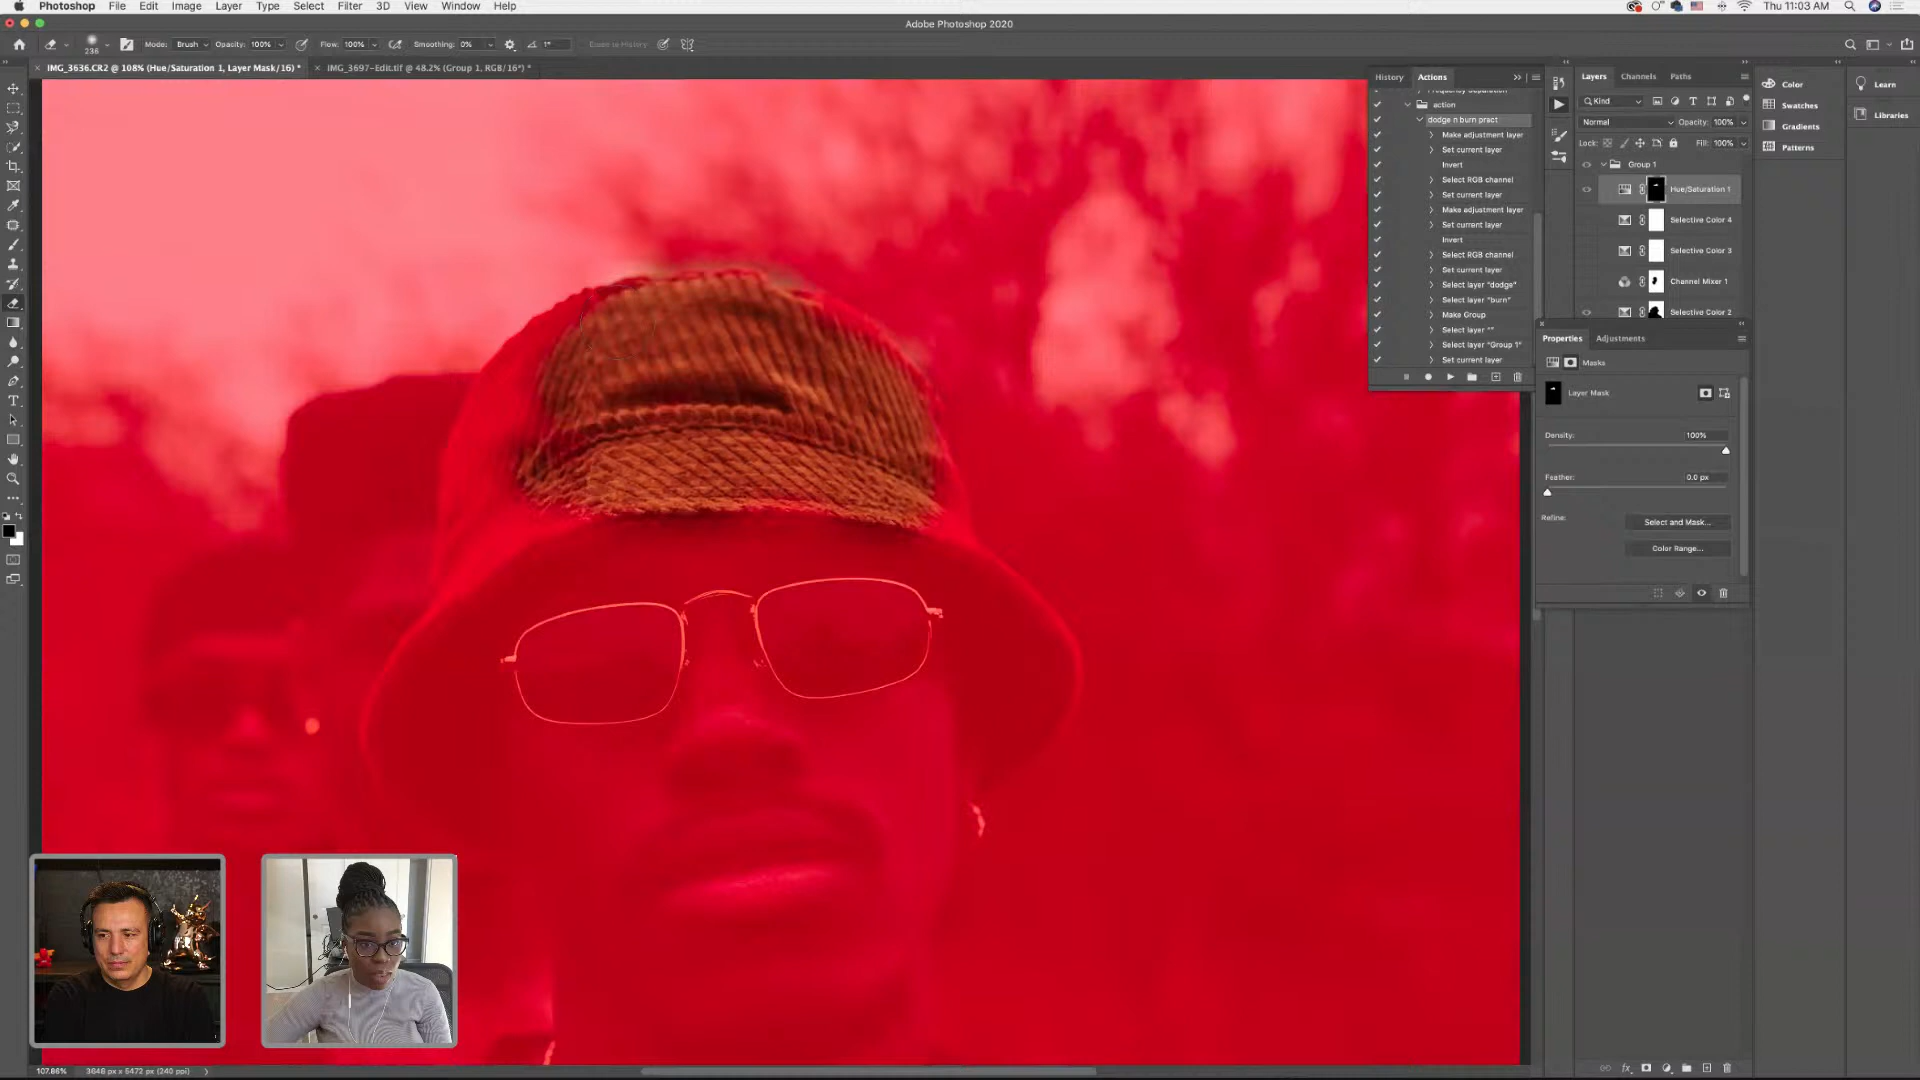 Photoshop File Edit Image Layer Type Select Filter 3D View Window Help
Thu 11:03 AM
Adobe Photoshop 2020
236 Mode: Brush Opacity: 100% Flow: 100% Smoothing: 0% 1° Erase to History
IMG_3636.CR2 @ 108% (Hue/Saturation 1, Layer Mask/16) *
IMG_3697-Edit.tif @ 48.2% (Group 1, RGB/16*) *
History Actions
Frequency Separation
action
dodge n burn pract
Make adjustment layer
Set current layer
Invert
Select RGB channel
Set current layer
Make adjustment layer
Set current layer
Invert
Select RGB channel
Set current layer
Select layer "dodge"
Select layer "burn"
Make Group
Select layer ""
Select layer "Group 1"
Set current layer
Layers Channels Paths
Kind
Normal Opacity: 100%
Lock: Fill: 100%
Group 1
Hue/Saturation 1
Selective Color 4
Selective Color 3
Channel Mixer 1
Selective Color 2
Properties Adjustments
Masks
Layer Mask
Density: 100%
Feather: 0.0 px
Refine: Select and Mask...
Color Range...
Color
Swatches
Gradients
Patterns
Learn
Libraries
107.86% 3648 px x 5472 px (240 ppi)